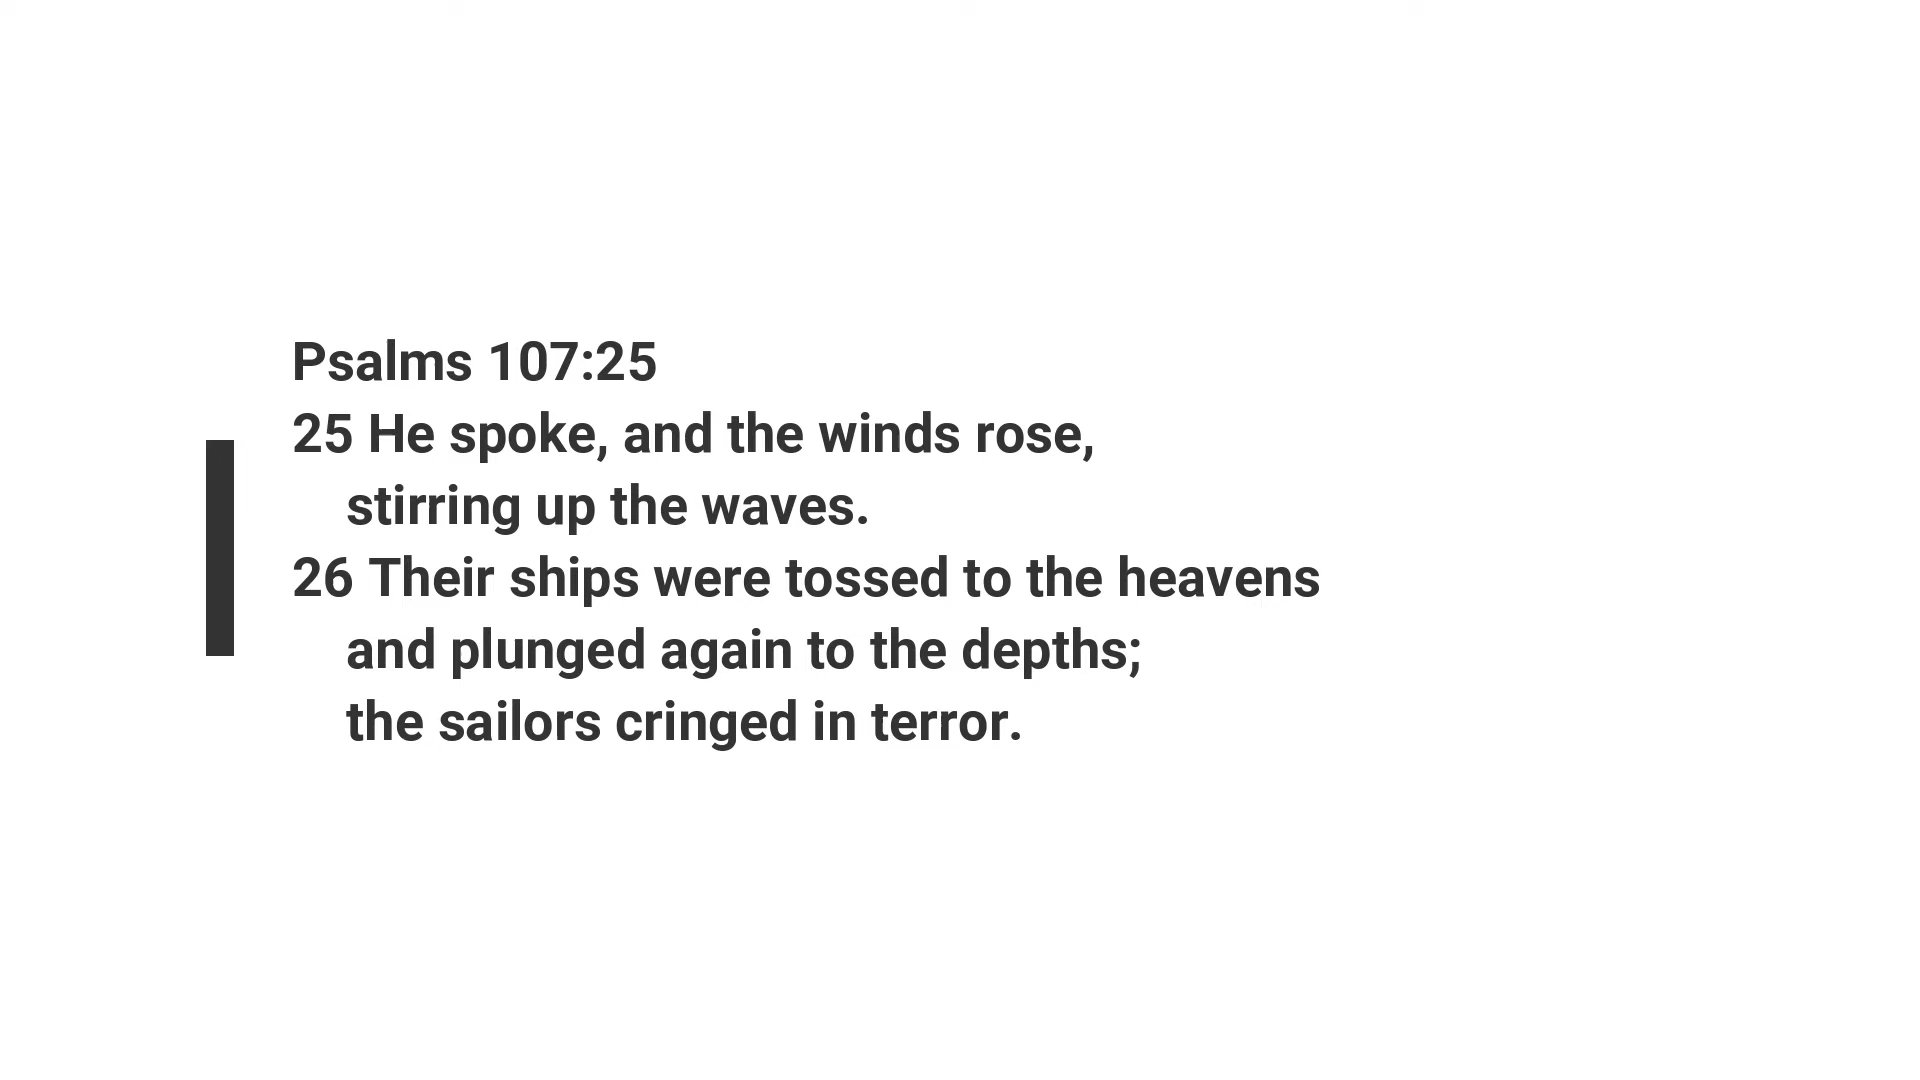 Psalms 107:25
25 He spoke, and the winds rose,
stirring up the waves.
26 Their ships were tossed to the heavens
and plunged again to the depths;
the sailors cringed in terror.